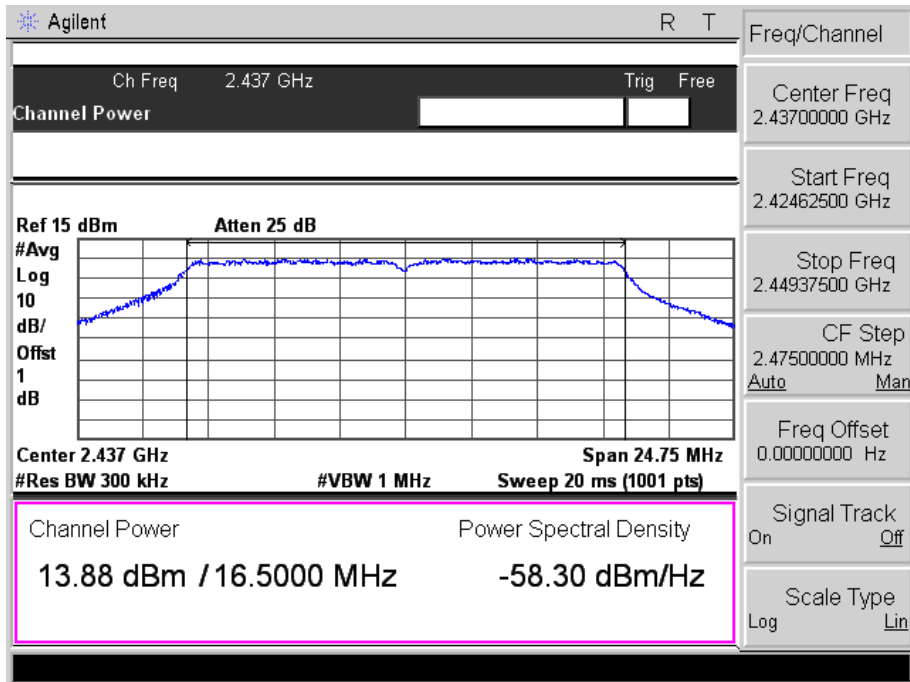 Agilent R T
Ch Freq 2.437 GHz Trig Free
Channel Power
Ref 15 dBm Atten 25 dB
#Avg
Log
10
dB/
Offst
1
dB
Center 2.437 GHz Span 24.75 MHz
#Res BW 300 kHz #VBW 1 MHz Sweep 20 ms (1001 pts)
Channel Power Power Spectral Density
13.88 dBm / 16.5000 MHz -58.30 dBm/Hz
Freq/Channel
Center Freq
2.43700000 GHz
Start Freq
2.42462500 GHz
Stop Freq
2.44937500 GHz
CF Step
2.47500000 MHz
Auto Man
Freq Offset
0.00000000 Hz
Signal Track
On Off
Scale Type
Log Lin